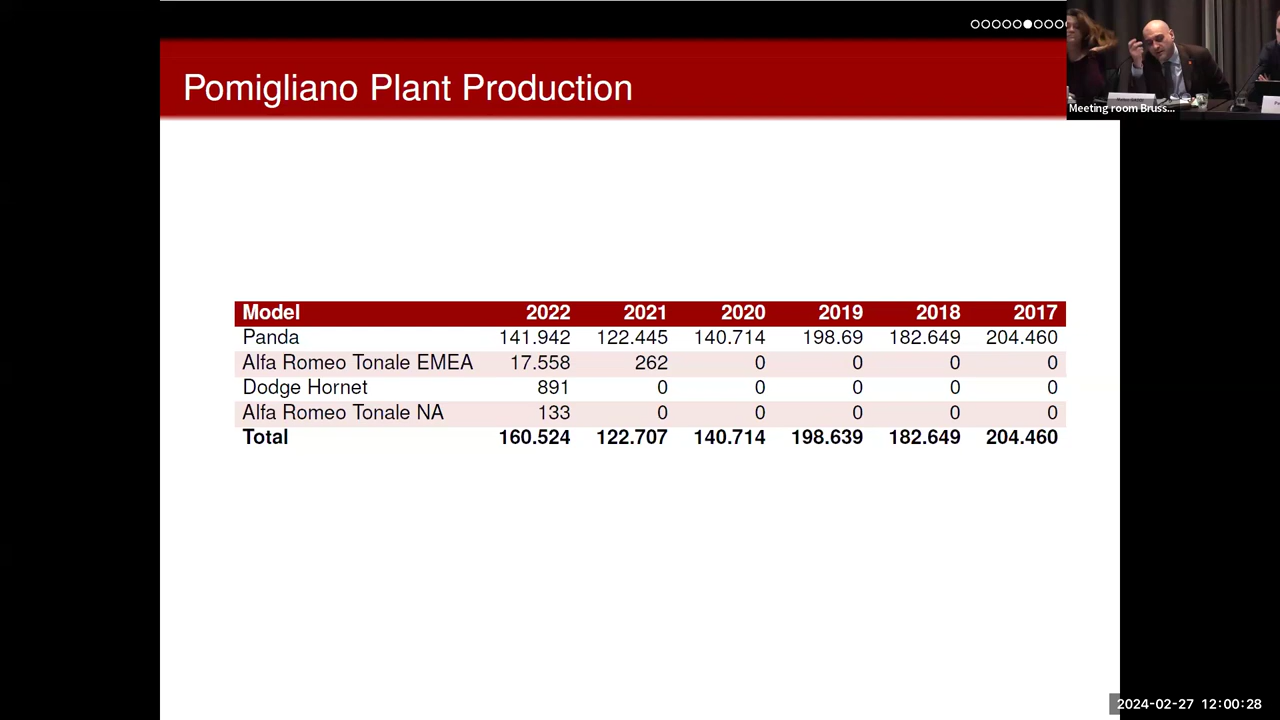 Pomigliano Plant Production
Meeting room Bruss...
Model 2022 2021 2020 2019 2018 2017
Panda 141.942 122.445 140.714 198.69 182.649 204.460
Alfa Romeo Tonale EMEA 17.558 262 0 0 0 0
Dodge Hornet 891 0 0 0 0 0
Alfa Romeo Tonale NA 133 0 0 0 0 0
Total 160.524 122.707 140.714 198.639 182.649 204.460
2024-02-27 12:00:28